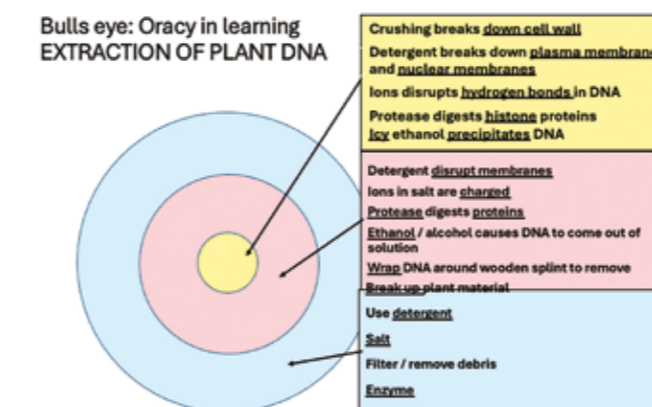 Bulls eye: Oracy in learning
EXTRACTION OF PLANT DNA
Crushing breaks down cell wall
Detergent breaks down plasma membrane
and nuclear membranes
Ions disrupts hydrogen bonds in DNA
Protease digests histone proteins
Icy ethanol precipitates DNA
Detergent disrupt membranes
Ions in salt are charged
Protease digests proteins
Ethanol / alcohol causes DNA to come out of
solution
Wrap DNA around wooden splint to remove
Break up plant material
Use detergent
Salt
Filter / remove debris
Enzyme